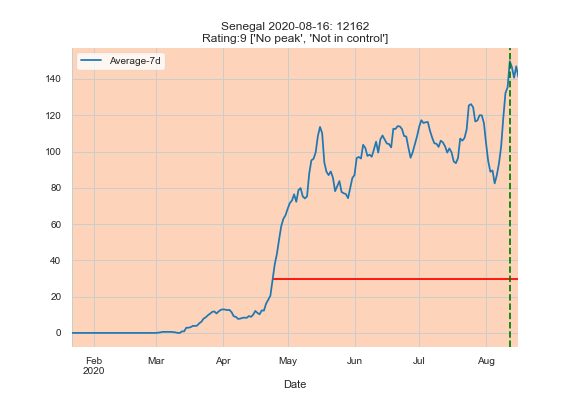 Senegal 2020-08-16: 12162
Rating:9 ['No peak', 'Not in control']
Average-7d
140
120
100
80
60
40
20
0
Feb
2020
Mar
Apr
May
Jun
Jul
Aug
Date